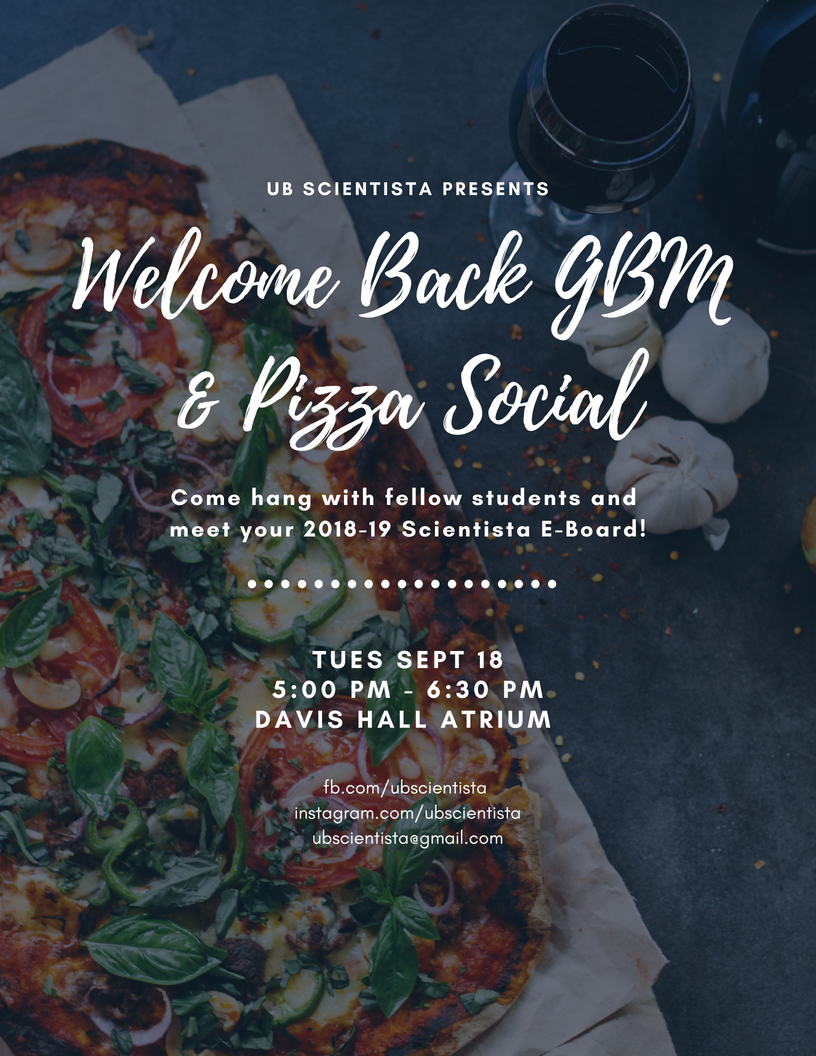 UB SCIENTISTA PRESENTS
Welcome Back GBM
& Pizza Social
Come hang with fellow students and
meet your 2018-19 Scientista E-Board!
TUES SEPT 18
5:00 PM - 6:30 PM
DAVIS HALL ATRIUM
fb.com/ubscientista
instagram.com/ubscientista
ubscientista@gmail.com